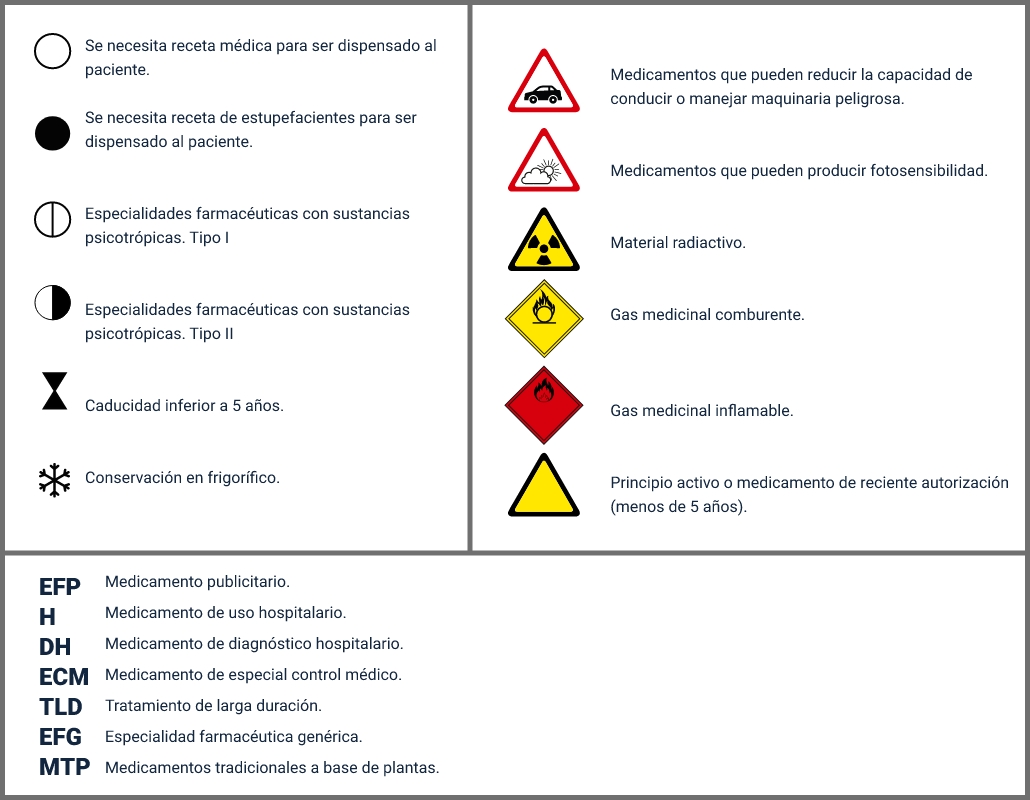 Se necesita receta médica para ser dispensado al
paciente.
Se necesita receta de estupefacientes para ser
dispensado al paciente.
Especialidades farmacéuticas con sustancias
psicotrópicas. Tipo I
Especialidades farmacéuticas con sustancias
psicotrópicas. Tipo II
Caducidad inferior a 5 años.
Conservación en frigorífico.
Medicamentos que pueden reducir la capacidad de
conducir o manejar maquinaria peligrosa.
Medicamentos que pueden producir fotosensibilidad.
Material radiactivo.
Gas medicinal comburente.
Gas medicinal inflamable.
Principio activo o medicamento de reciente autorización
(menos de 5 años).
EFP Medicamento publicitario.
H Medicamento de uso hospitalario.
DH Medicamento de diagnóstico hospitalario.
ECM Medicamento de especial control médico.
TLD Tratamiento de larga duración.
EFG Especialidad farmacéutica genérica.
MTP Medicamentos tradicionales a base de plantas.